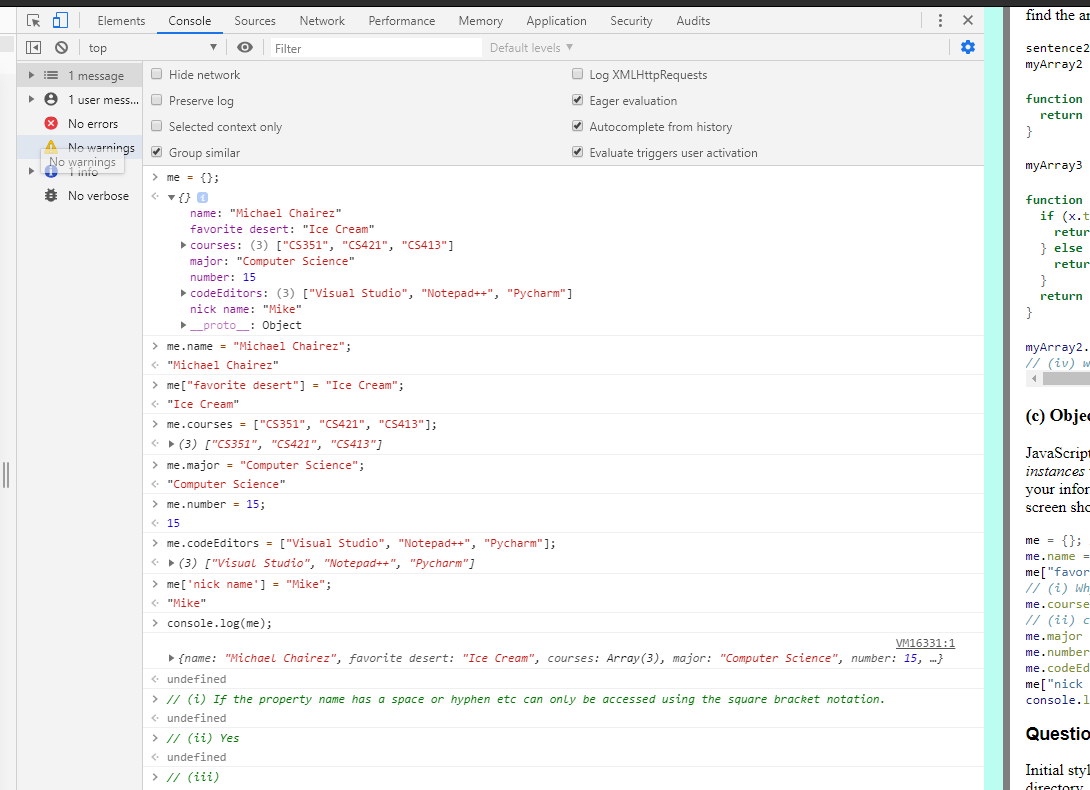 Elements Console Sources Network Performance Memory Application Security Audits
top Filter Default levels
1 message
1 user mess...
No errors
No warnings
No warnings
1 info
No verbose
Hide network Log XMLHttpRequests
Preserve log Eager evaluation
Selected context only Autocomplete from history
Group similar Evaluate triggers user activation
> me = {};
<· ▼{} i
name: "Michael Chairez"
favorite desert: "Ice Cream"
▶courses: (3) ["CS351", "CS421", "CS413"]
major: "Computer Science"
number: 15
▶codeEditors: (3) ["Visual Studio", "Notepad++", "Pycharm"]
nick name: "Mike"
▶__proto__: Object
> me.name = "Michael Chairez";
<· "Michael Chairez"
> me["favorite desert"] = "Ice Cream";
<· "Ice Cream"
> me.courses = ["CS351", "CS421", "CS413"];
<· ▶(3) ["CS351", "CS421", "CS413"]
> me.major = "Computer Science";
<· "Computer Science"
> me.number = 15;
<· 15
> me.codeEditors = ["Visual Studio", "Notepad++", "Pycharm"];
<· ▶(3) ["Visual Studio", "Notepad++", "Pycharm"]
> me['nick name'] = "Mike";
<· "Mike"
> console.log(me);
VM16331:1
▶{name: "Michael Chairez", favorite desert: "Ice Cream", courses: Array(3), major: "Computer Science", number: 15, …}
<· undefined
> // (i) If the property name has a space or hyphen etc can only be accessed using the square bracket notation.
<· undefined
> // (ii) Yes
<· undefined
> // (iii)
find the ar
sentence2
myArray2
function
return
}
myArray3
function
if (x.t
retur
} else
retur
}
return
}
myArray2.
// (iv) w
(c) Objec
JavaScript
instances
your infor
screen sho
me = {};
me.name =
me["favor
// (i) Wh
me.course
// (ii) c
me.major
me.number
me.codeEd
me["nick
console.l
Questio
Initial styl
directory